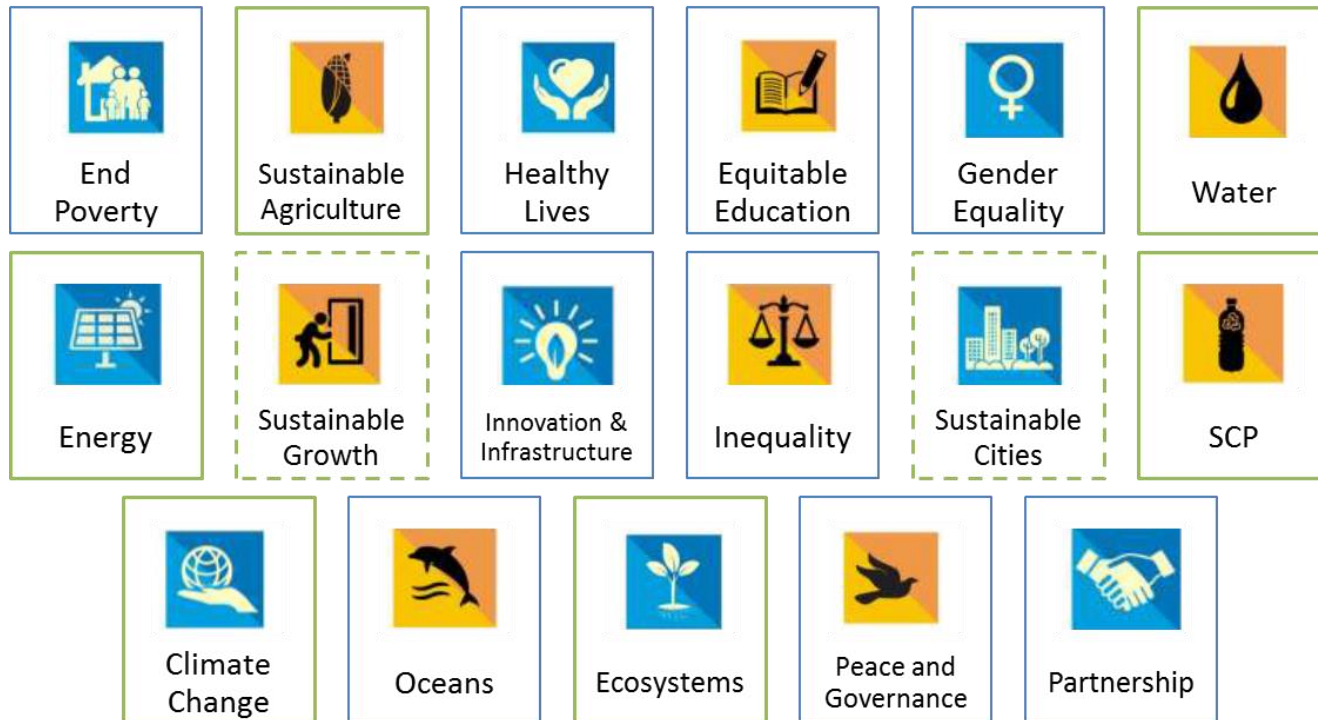 End
Poverty
Sustainable
Agriculture
Healthy
Lives
Equitable
Education
Gender
Equality
Water
Energy
Sustainable
Growth
Innovation &
Infrastructure
Inequality
Sustainable
Cities
SCP
Climate
Change
Oceans
Ecosystems
Peace and
Governance
Partnership